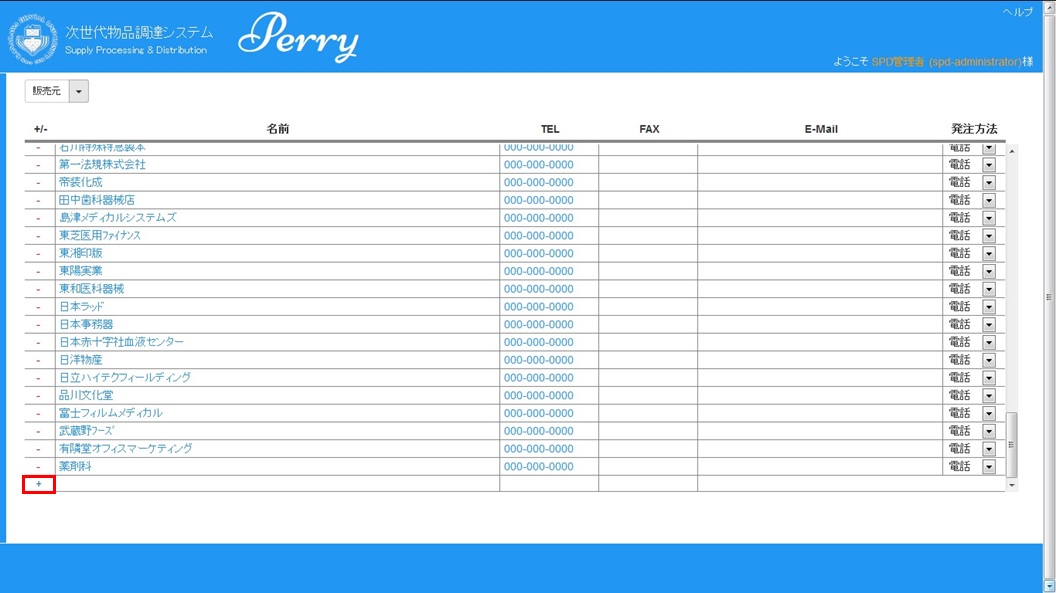 ヘルプ
次世代物品調達システム
Supply Processing & Distribution
Perry
ようこそ SPD管理者 (spd-administrator)様
販売元
+/- 名前 TEL FAX E-Mail 発注方法
- 000-000-0000 電話
- 第一法規株式会社 000-000-0000 電話
- 帝装化成 000-000-0000 電話
- 田中歯科器械店 000-000-0000 電話
- 島津メディカルシステムズ 000-000-0000 電話
- 東芝医用ファイナンス 000-000-0000 電話
- 東湘印版 000-000-0000 電話
- 東陽実業 000-000-0000 電話
- 東和医科器械 000-000-0000 電話
- 日本ラッド 000-000-0000 電話
- 日本事務器 000-000-0000 電話
- 日本赤十字社血液センター 000-000-0000 電話
- 日洋物産 000-000-0000 電話
- 日立ハイテクフィールディング 000-000-0000 電話
- 品川文化堂 000-000-0000 電話
- 富士フィルムメディカル 000-000-0000 電話
- 武蔵野フーズ 000-000-0000 電話
- 有隣堂オフィスマーケティング 000-000-0000 電話
- 薬剤科 000-000-0000 電話
+